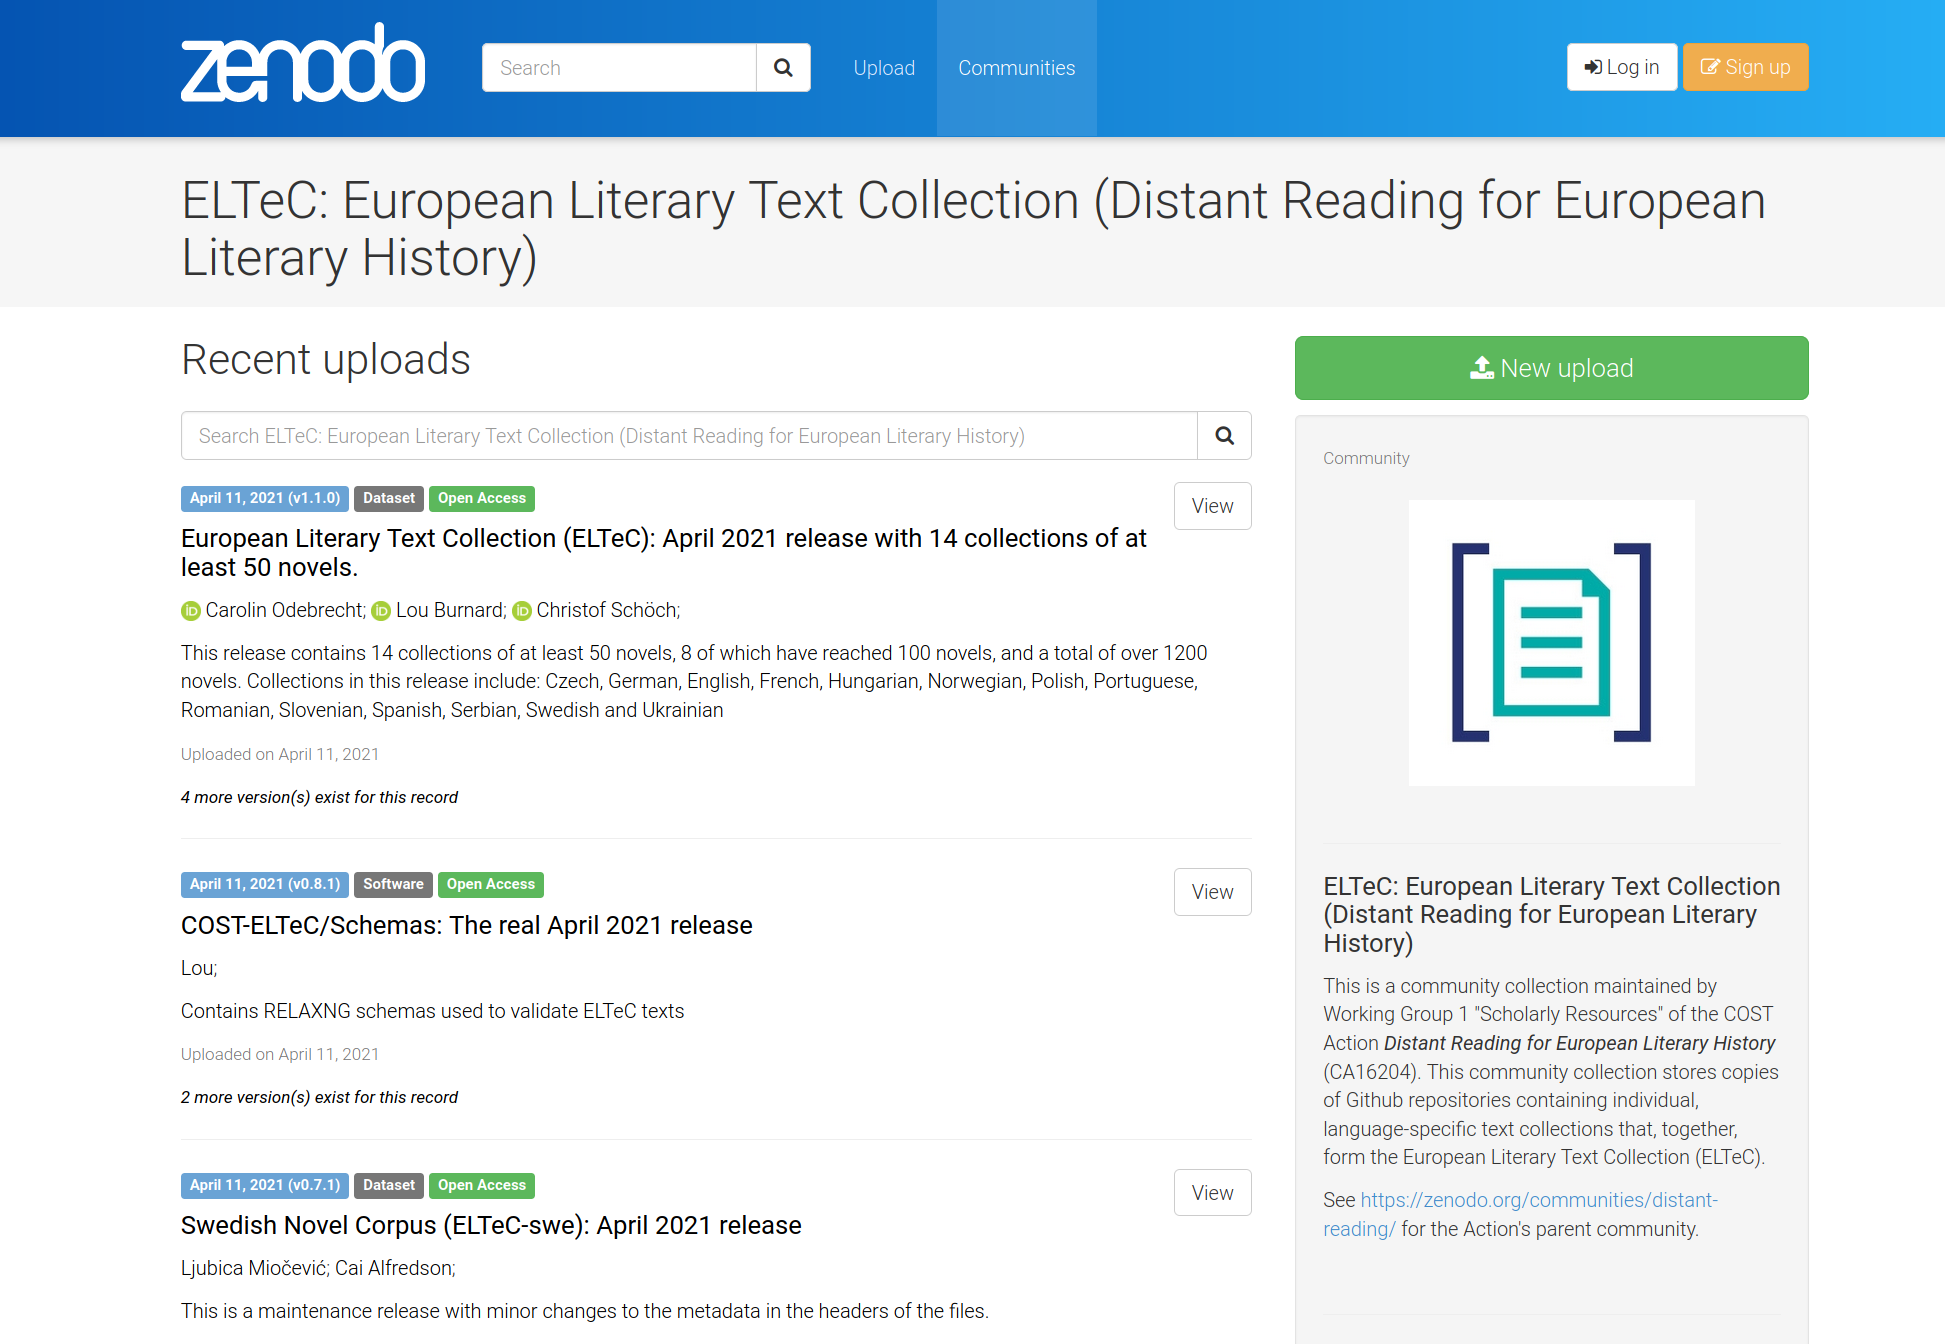 zenodo
Search
Upload
Communities
Log in
Sign up
ELTeC: European Literary Text Collection (Distant Reading for European
Literary History)
Recent uploads
Search ELTeC: European Literary Text Collection (Distant Reading for European Literary History)
April 11, 2021 (v1.1.0) Dataset Open Access
View
European Literary Text Collection (ELTeC): April 2021 release with 14 collections of at
least 50 novels.
iD Carolin Odebrecht; iD Lou Burnard; iD Christof Schöch;
This release contains 14 collections of at least 50 novels, 8 of which have reached 100 novels, and a total of over 1200
novels. Collections in this release include: Czech, German, English, French, Hungarian, Norwegian, Polish, Portuguese,
Romanian, Slovenian, Spanish, Serbian, Swedish and Ukrainian
Uploaded on April 11, 2021
4 more version(s) exist for this record
April 11, 2021 (v0.8.1) Software Open Access
View
COST-ELTeC/Schemas: The real April 2021 release
Lou;
Contains RELAXNG schemas used to validate ELTeC texts
Uploaded on April 11, 2021
2 more version(s) exist for this record
April 11, 2021 (v0.7.1) Dataset Open Access
View
Swedish Novel Corpus (ELTeC-swe): April 2021 release
Ljubica Miočević; Cai Alfredson;
This is a maintenance release with minor changes to the metadata in the headers of the files.
New upload
Community
ELTeC: European Literary Text Collection
(Distant Reading for European Literary
History)
This is a community collection maintained by
Working Group 1 "Scholarly Resources" of the COST
Action Distant Reading for European Literary History
(CA16204). This community collection stores copies
of Github repositories containing individual,
language-specific text collections that, together,
form the European Literary Text Collection (ELTeC).
See https://zenodo.org/communities/distant-
reading/ for the Action's parent community.